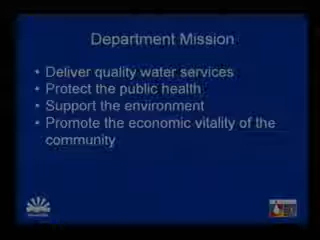 Department Mission
• Deliver quality water services
• Protect the public health
• Support the environment
• Promote the economic vitality of the
community